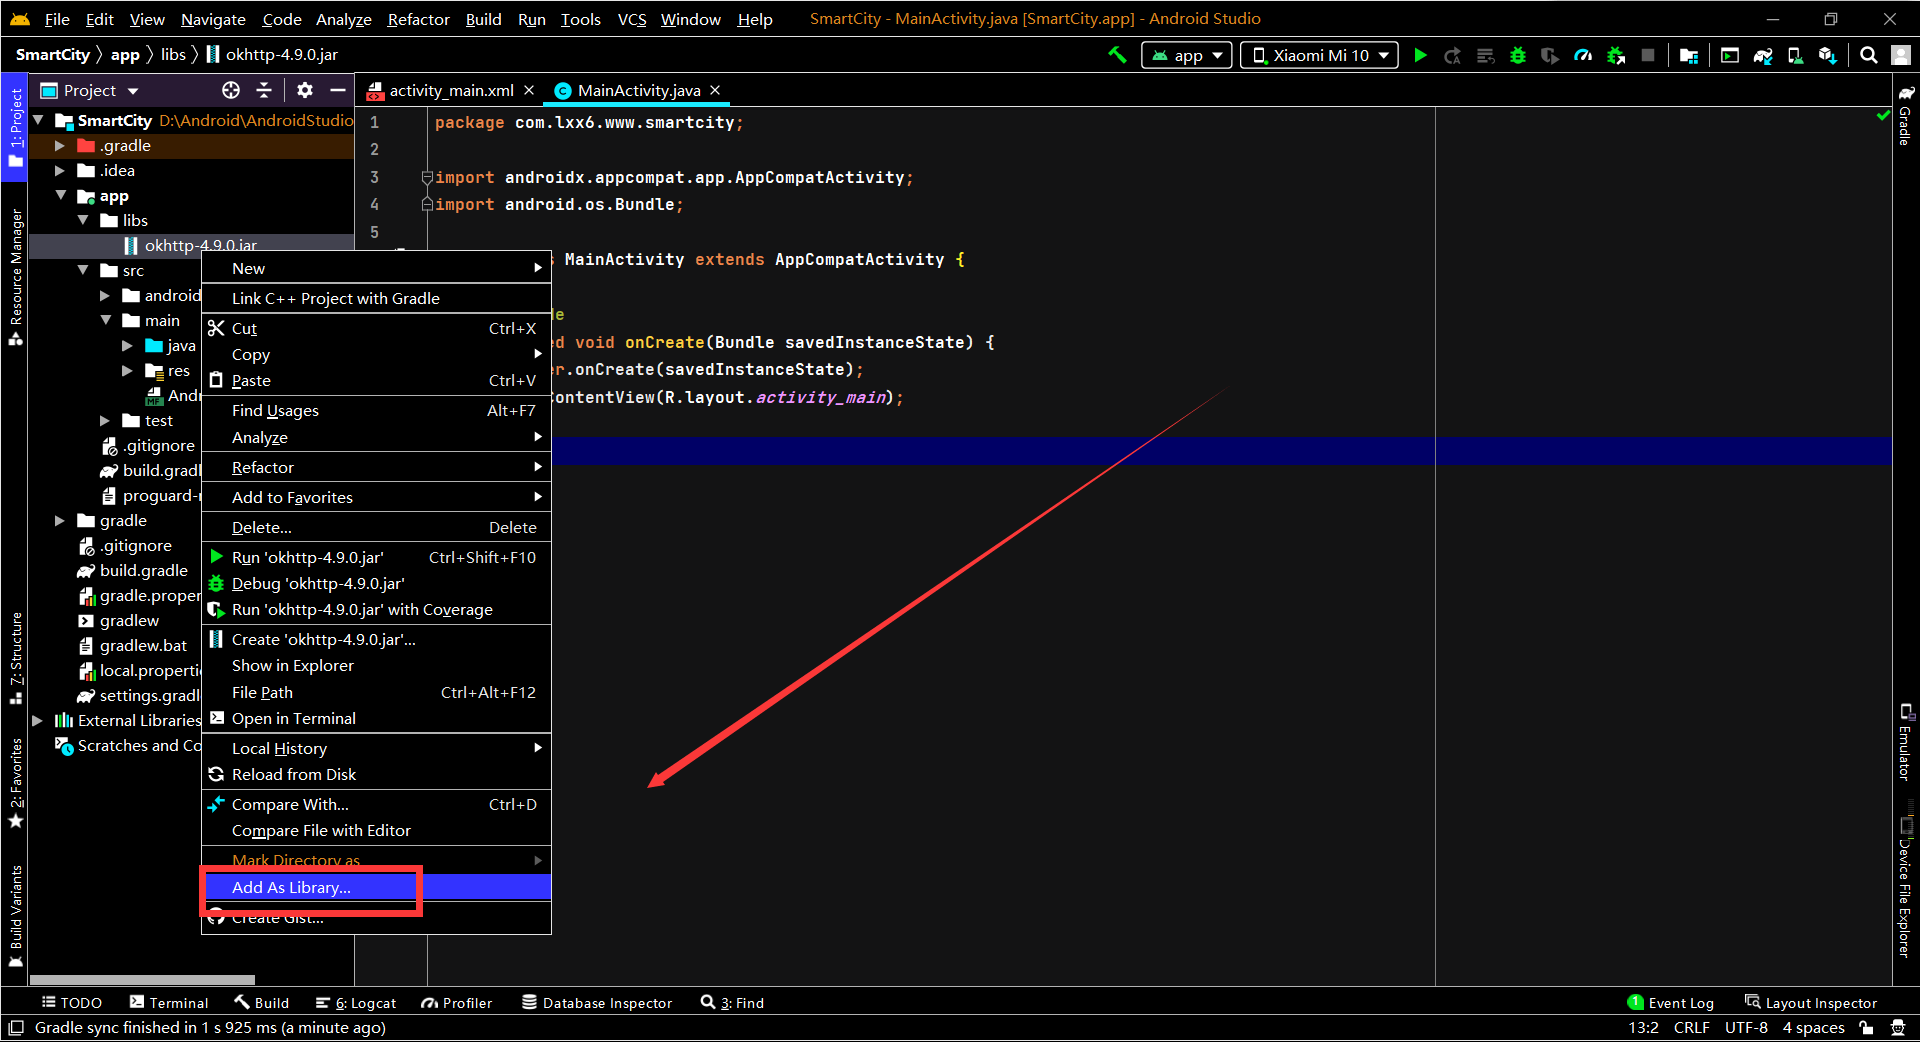 File Edit View Navigate Code Analyze Refactor Build Run Tools VCS Window Help SmartCity - MainActivity.java [SmartCity.app] - Android Studio
SmartCity app libs okhttp-4.9.0.jar app Xiaomi Mi 10
Project
activity_main.xml
MainActivity.java
1: Project
Resource Manager
7: Structure
2: Favorites
Build Variants
SmartCity D:\Android\AndroidStudio
.gradle
.idea
app
libs
okhttp-4.9.0.jar
src
android
main
java
res
Andr
test
.gitignore
build.gradl
proguard-r
gradle
.gitignore
build.gradle
gradle.proper
gradlew
gradlew.bat
local.properti
settings.gradl
External Libraries
Scratches and Co
New
Link C++ Project with Gradle
Cut Ctrl+X
Copy
Paste Ctrl+V
Find Usages Alt+F7
Analyze
Refactor
Add to Favorites
Delete... Delete
Run 'okhttp-4.9.0.jar' Ctrl+Shift+F10
Debug 'okhttp-4.9.0.jar'
Run 'okhttp-4.9.0.jar' with Coverage
Create 'okhttp-4.9.0.jar'...
Show in Explorer
File Path Ctrl+Alt+F12
Open in Terminal
Local History
Reload from Disk
Compare With... Ctrl+D
Compare File with Editor
Mark Directory as
Add As Library...
Create Gist...
1 package com.lxx6.www.smartcity;
2
3 import androidx.appcompat.app.AppCompatActivity;
4 import android.os.Bundle;
5
s MainActivity extends AppCompatActivity {
de
ed void onCreate(Bundle savedInstanceState) {
er.onCreate(savedInstanceState);
ContentView(R.layout.activity_main);
Gradle
Emulator
Device File Explorer
TODO Terminal Build 6: Logcat Profiler Database Inspector 3: Find 1 Event Log Layout Inspector
Gradle sync finished in 1 s 925 ms (a minute ago) 13:2 CRLF UTF-8 4 spaces